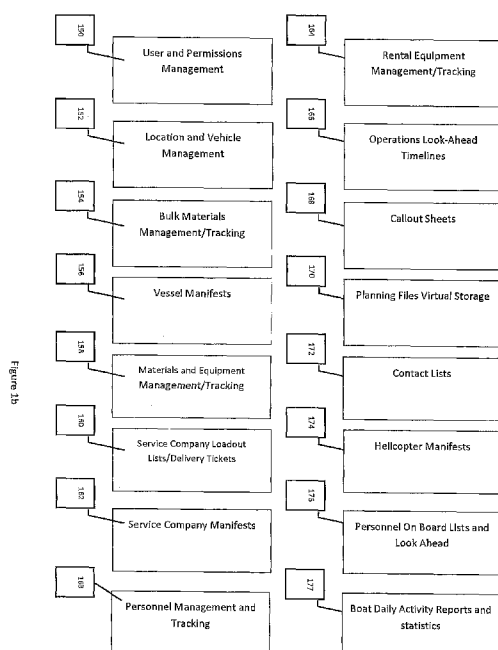 150
User and Permissions
Management
152
Location and Vehicle
Management
154
Bulk Materials
Management/Tracking
156
Vessel Manifests
158
Materials and Equipment
Management/Tracking
160
Service Company Loadout
Lists/Delivery Tickets
162
Service Company Manifests
163
Personnel Management and
Tracking
164
Rental Equipment
Management/Tracking
166
Operations Look-Ahead
Timelines
168
Callout Sheets
170
Planning Files Virtual Storage
172
Contact Lists
174
Helicopter Manifests
176
Personnel On Board Lists and
Look Ahead
177
Boat Daily Activity Reports and
statistics
Figure 1b